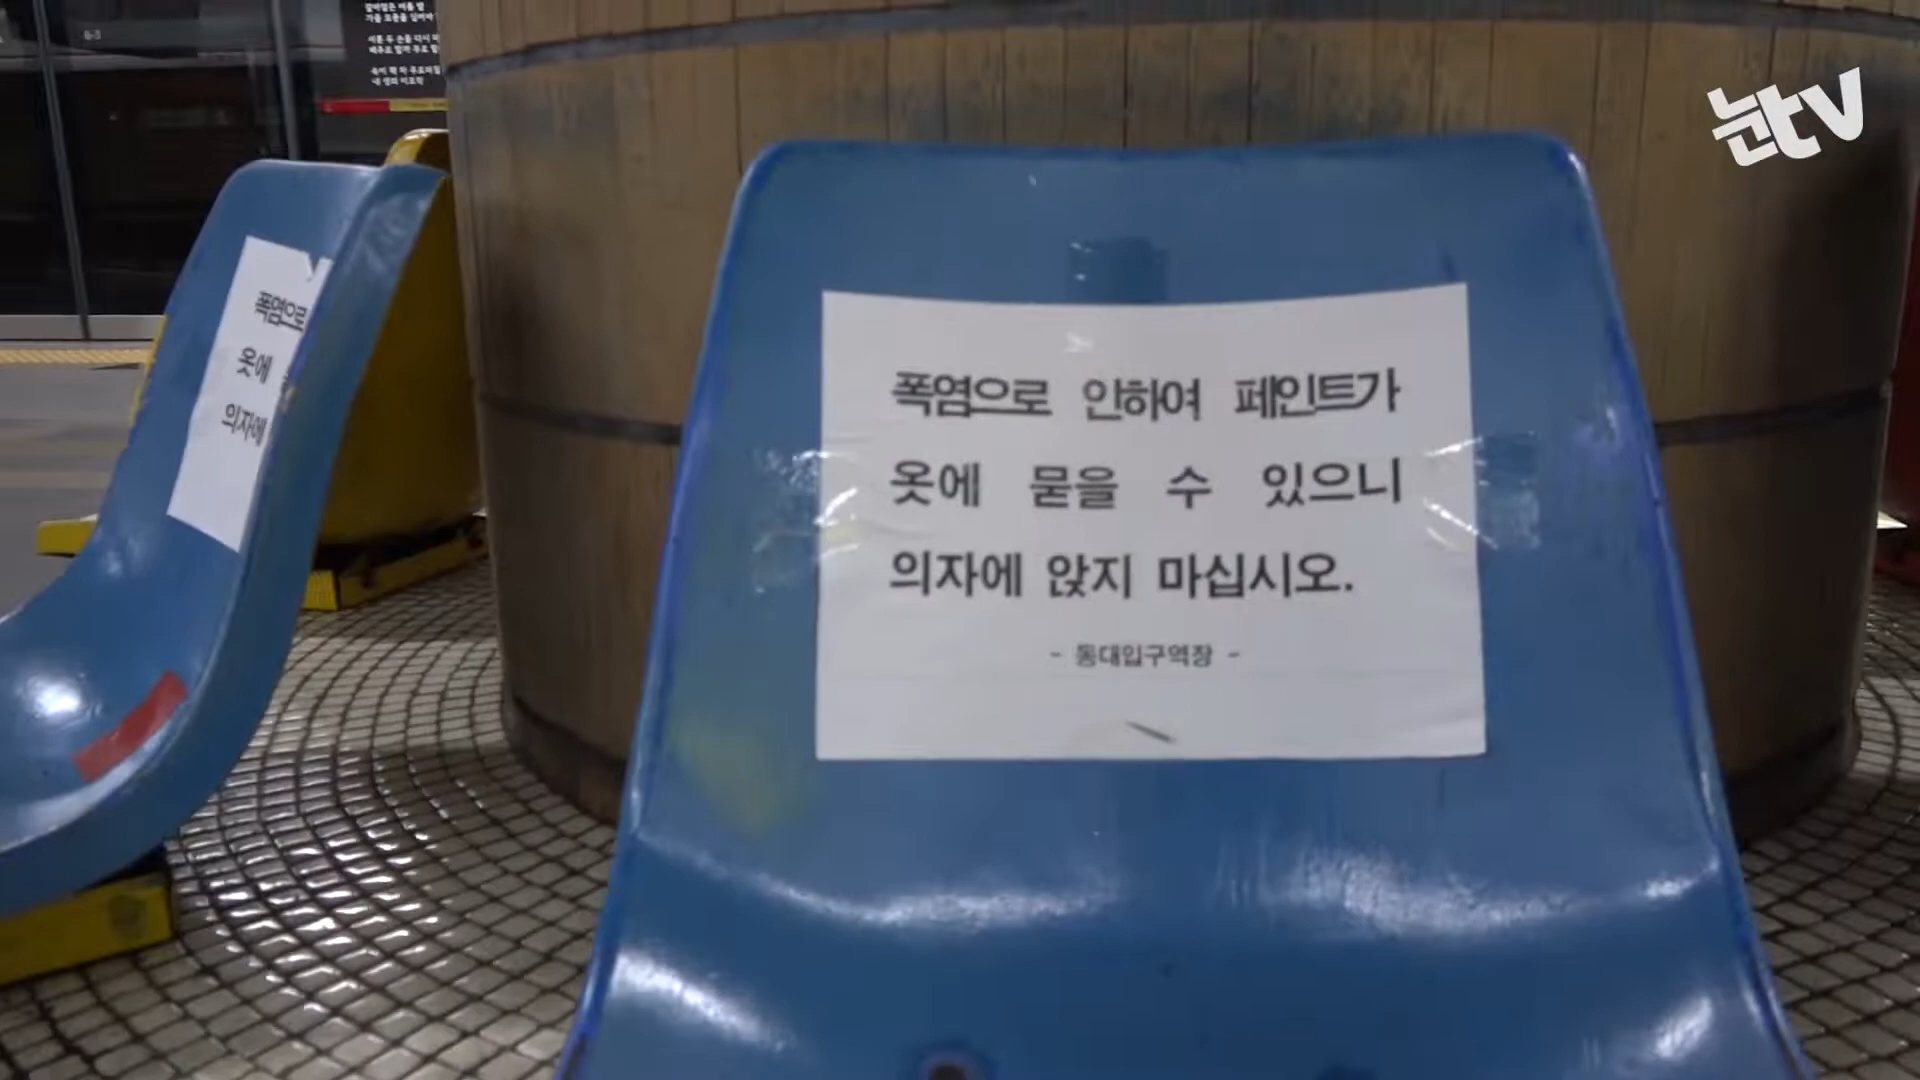 6-3
눈tv
폭염으로
옷에
의자에
폭염으로 인하여 페인트가
옷에 묻을 수 있으니
의자에 앉지 마십시오.
- 동대입구역장 -